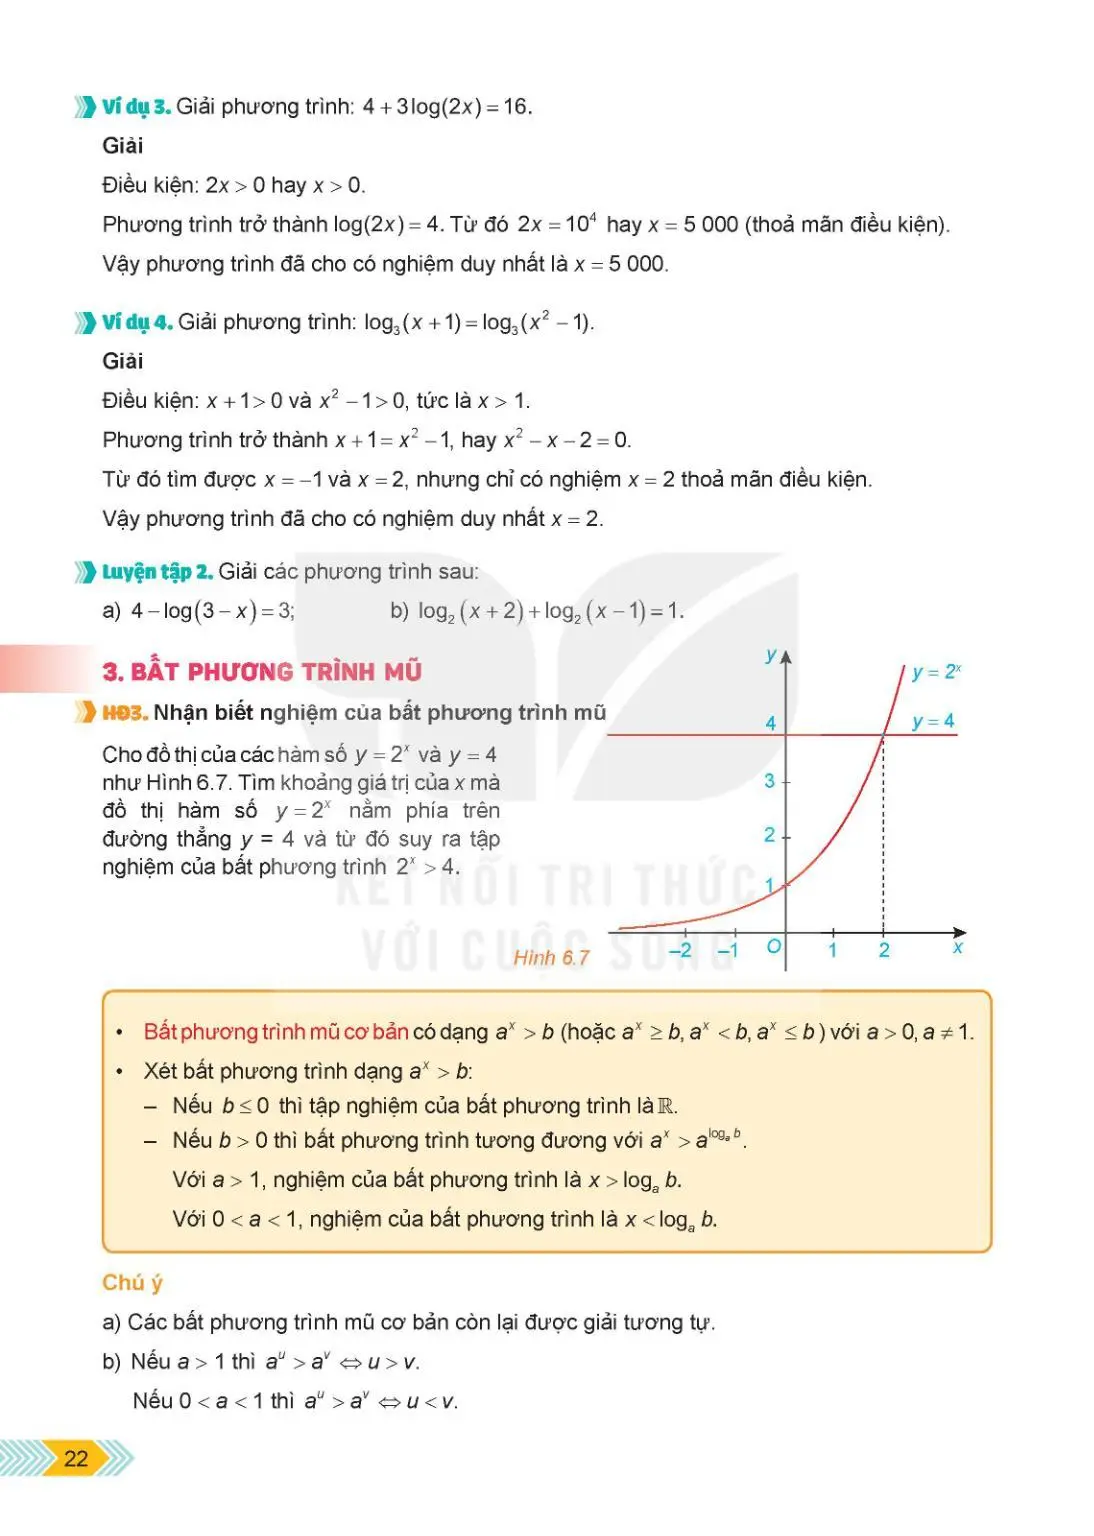 Ví dụ 3. Giải phương trình: 4 + 3log(2x) = 16.
Giải
Điều kiện: 2x > 0 hay x > 0.
Phương trình trở thành log(2x) = 4. Từ đó 2x = 10⁴ hay x = 5 000 (thoả mãn điều kiện).
Vậy phương trình đã cho có nghiệm duy nhất là x = 5 000.
Ví dụ 4. Giải phương trình: log₃(x + 1) = log₃(x² − 1).
Giải
Điều kiện: x + 1 > 0 và x² − 1 > 0, tức là x > 1.
Phương trình trở thành x + 1 = x² − 1, hay x² − x − 2 = 0.
Từ đó tìm được x = −1 và x = 2, nhưng chỉ có nghiệm x = 2 thoả mãn điều kiện.
Vậy phương trình đã cho có nghiệm duy nhất x = 2.
Luyện tập 2. Giải các phương trình sau:
a) 4 − log(3 − x) = 3; b) log₂(x + 2) + log₂(x − 1) = 1.
3. BẤT PHƯƠNG TRÌNH MŨ
HĐ3. Nhận biết nghiệm của bất phương trình mũ
Cho đồ thị của các hàm số y = 2ˣ và y = 4
như Hình 6.7. Tìm khoảng giá trị của x mà
đồ thị hàm số y = 2ˣ nằm phía trên
đường thẳng y = 4 và từ đó suy ra tập
nghiệm của bất phương trình 2ˣ > 4.
y
y = 2ˣ
4
y = 4
3
2
1
−2 −1 O 1 2 x
Hình 6.7
KẾT NỐI TRI THỨC
VỚI CUỘC SỐNG
• Bất phương trình mũ cơ bản có dạng aˣ > b (hoặc aˣ ≥ b, aˣ < b, aˣ ≤ b) với a > 0, a ≠ 1.
• Xét bất phương trình dạng aˣ > b:
– Nếu b ≤ 0 thì tập nghiệm của bất phương trình là ℝ.
– Nếu b > 0 thì bất phương trình tương đương với aˣ > a^(logₐ b).
Với a > 1, nghiệm của bất phương trình là x > logₐ b.
Với 0 < a < 1, nghiệm của bất phương trình là x < logₐ b.
Chú ý
a) Các bất phương trình mũ cơ bản còn lại được giải tương tự.
b) Nếu a > 1 thì aᵘ > aᵛ ⇔ u > v.
Nếu 0 < a < 1 thì aᵘ > aᵛ ⇔ u < v.
22